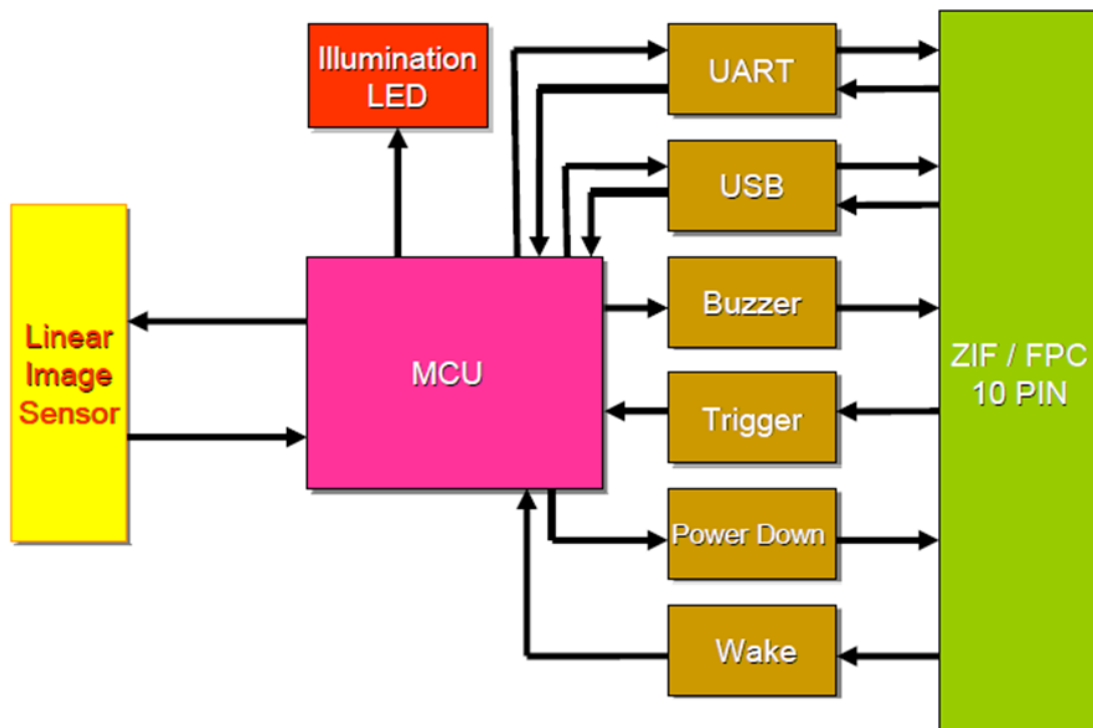 Illumination
LED
UART
USB
Linear
Image
Sensor
MCU
Buzzer
Trigger
Power Down
Wake
ZIF / FPC
10 PIN